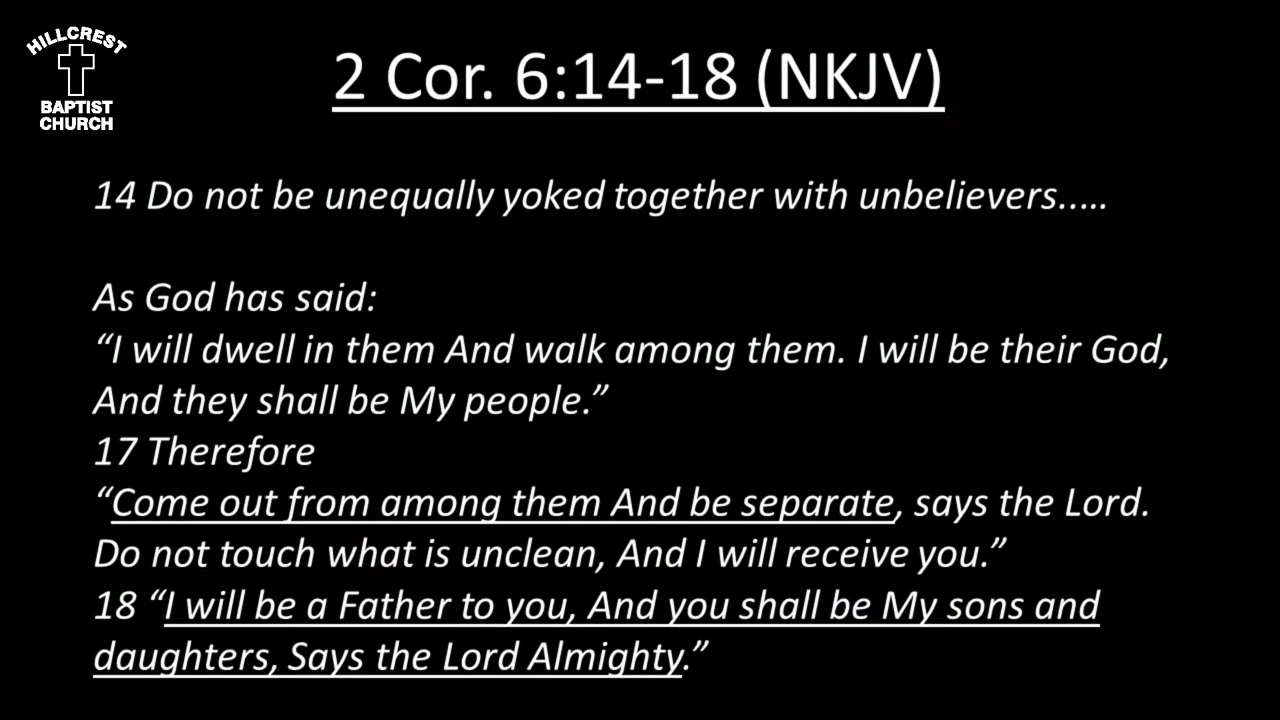 HILLCREST
BAPTIST
CHURCH
2 Cor. 6:14-18 (NKJV)
14 Do not be unequally yoked together with unbelievers.....
As God has said:
“I will dwell in them And walk among them. I will be their God,
And they shall be My people.”
17 Therefore
“Come out from among them And be separate, says the Lord.
Do not touch what is unclean, And I will receive you.”
18 “I will be a Father to you, And you shall be My sons and
daughters, Says the Lord Almighty.”